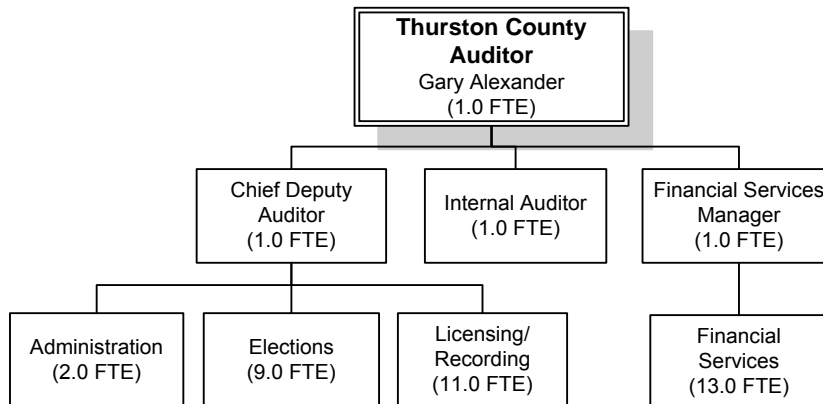 Thurston County
Auditor
Gary Alexander
(1.0 FTE)
Chief Deputy
Auditor
(1.0 FTE)
Internal Auditor
(1.0 FTE)
Financial Services
Manager
(1.0 FTE)
Administration
(2.0 FTE)
Elections
(9.0 FTE)
Licensing/
Recording
(11.0 FTE)
Financial
Services
(13.0 FTE)